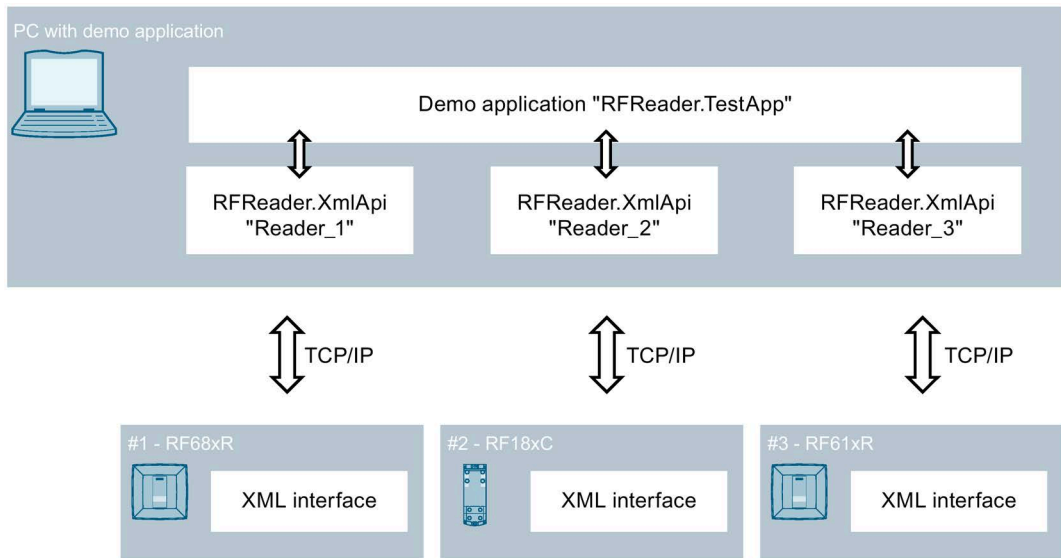 PC with demo application
Demo application "RFReader.TestApp"
RFReader.XmlApi
"Reader_1"
RFReader.XmlApi
"Reader_2"
RFReader.XmlApi
"Reader_3"
TCP/IP
TCP/IP
TCP/IP
#1 - RF68xR
XML interface
#2 - RF18xC
XML interface
#3 - RF61xR
XML interface